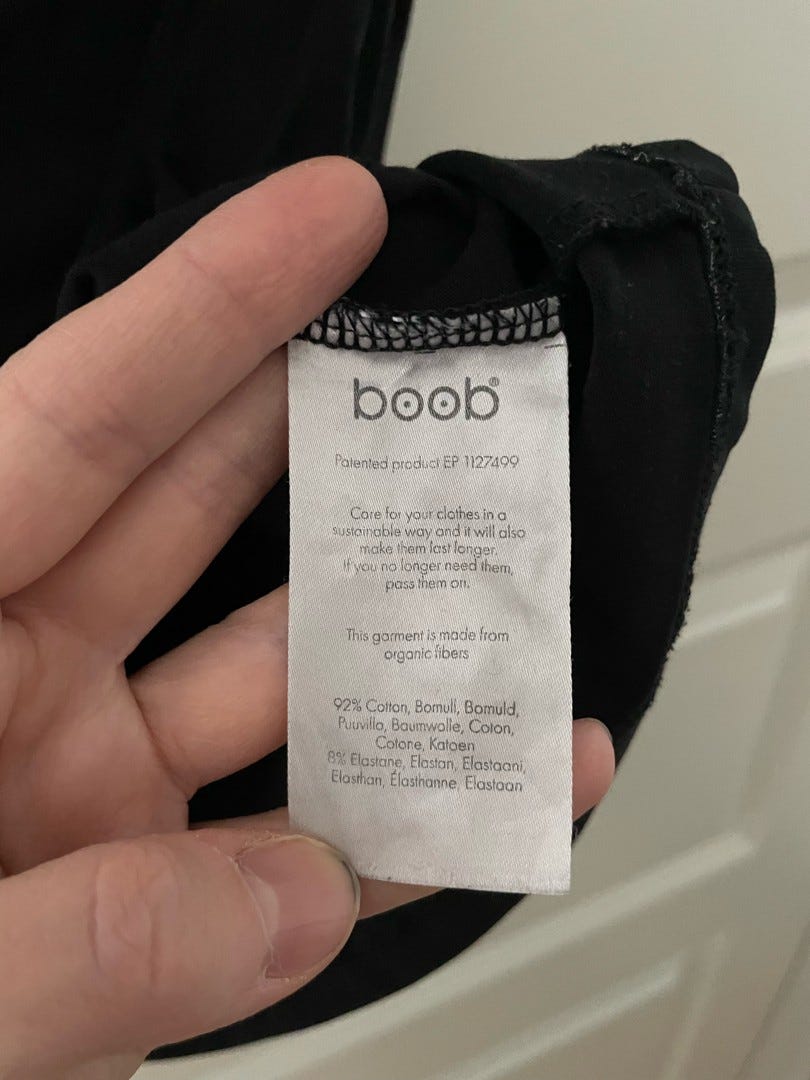 boob®
Patented product EP 1127499
Care for your clothes in a
sustainable way and it will also
make them last longer.
If you no longer need them,
pass them on.
This garment is made from
organic fibers
92% Cotton, Bomull, Bomuld,
Puuvilla, Baumwolle, Coton,
Cotone, Katoen
8% Elastane, Elastan, Elastaani,
Elasthan, Élasthanne, Elastaan